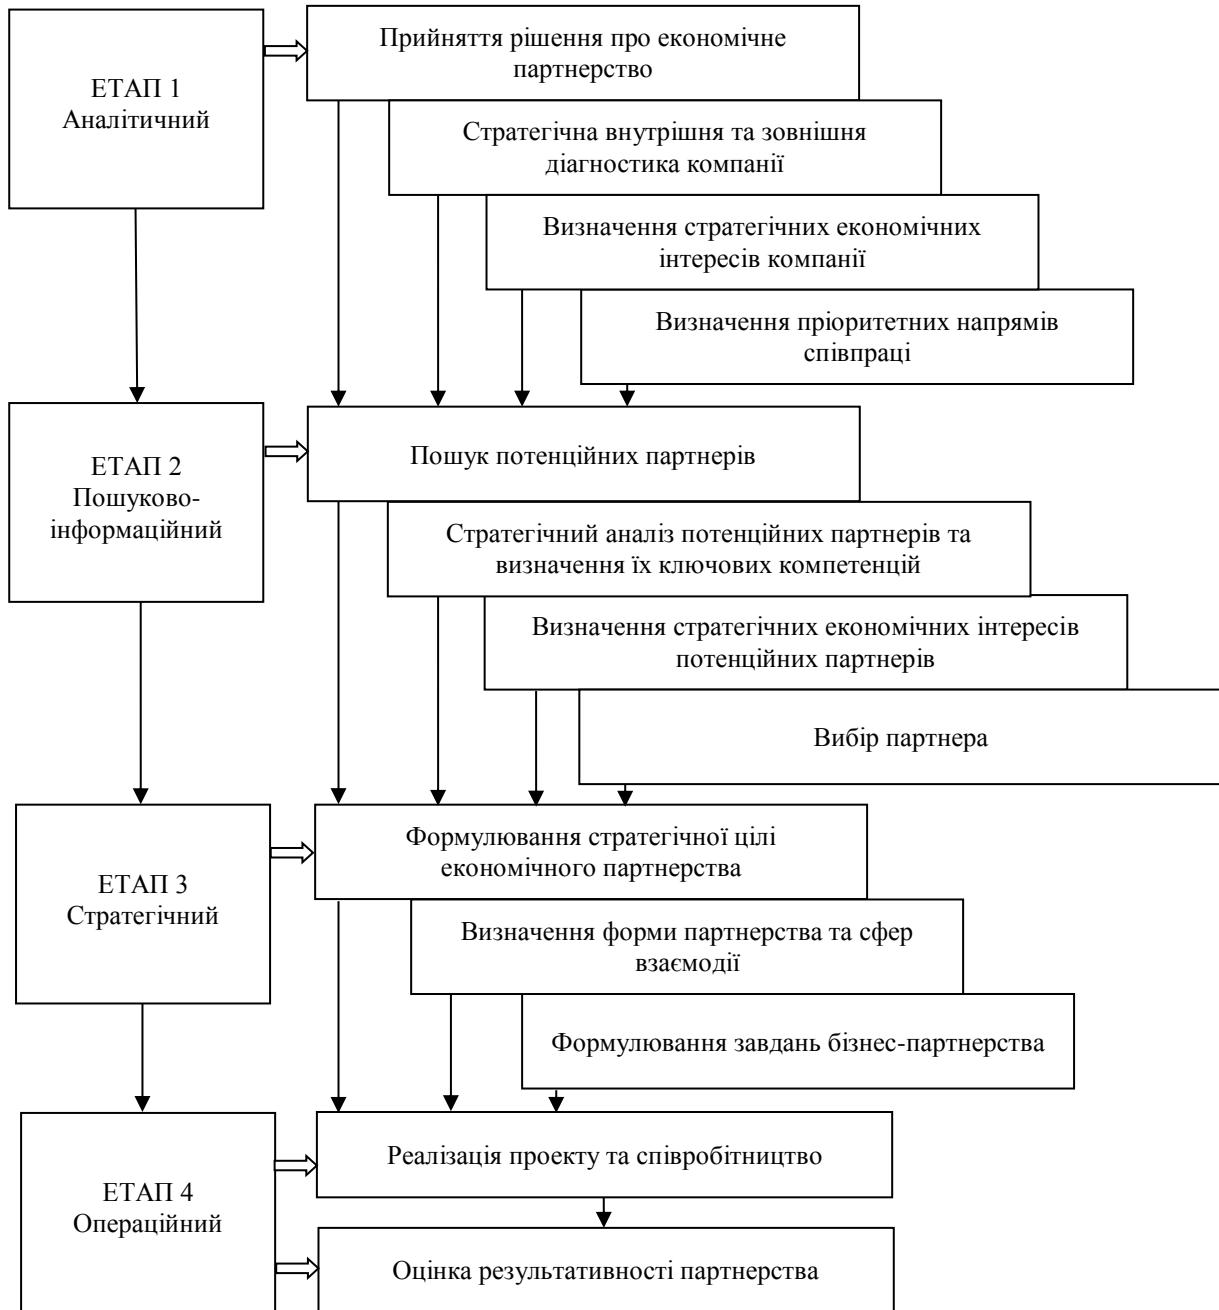 ЕТАП 1
Аналітичний
Прийняття рішення про економічне
партнерство
Стратегічна внутрішня та зовнішня
діагностика компанії
Визначення стратегічних економічних
інтересів компанії
Визначення пріоритетних напрямів
співпраці
ЕТАП 2
Пошуково-
інформаційний
Пошук потенційних партнерів
Стратегічний аналіз потенційних партнерів та
визначення їх ключових компетенцій
Визначення стратегічних економічних інтересів
потенційних партнерів
Вибір партнера
ЕТАП 3
Стратегічний
Формулювання стратегічної цілі
економічного партнерства
Визначення форми партнерства та сфер
взаємодії
Формулювання завдань бізнес-партнерства
ЕТАП 4
Операційний
Реалізація проекту та співробітництво
Оцінка результативності партнерства